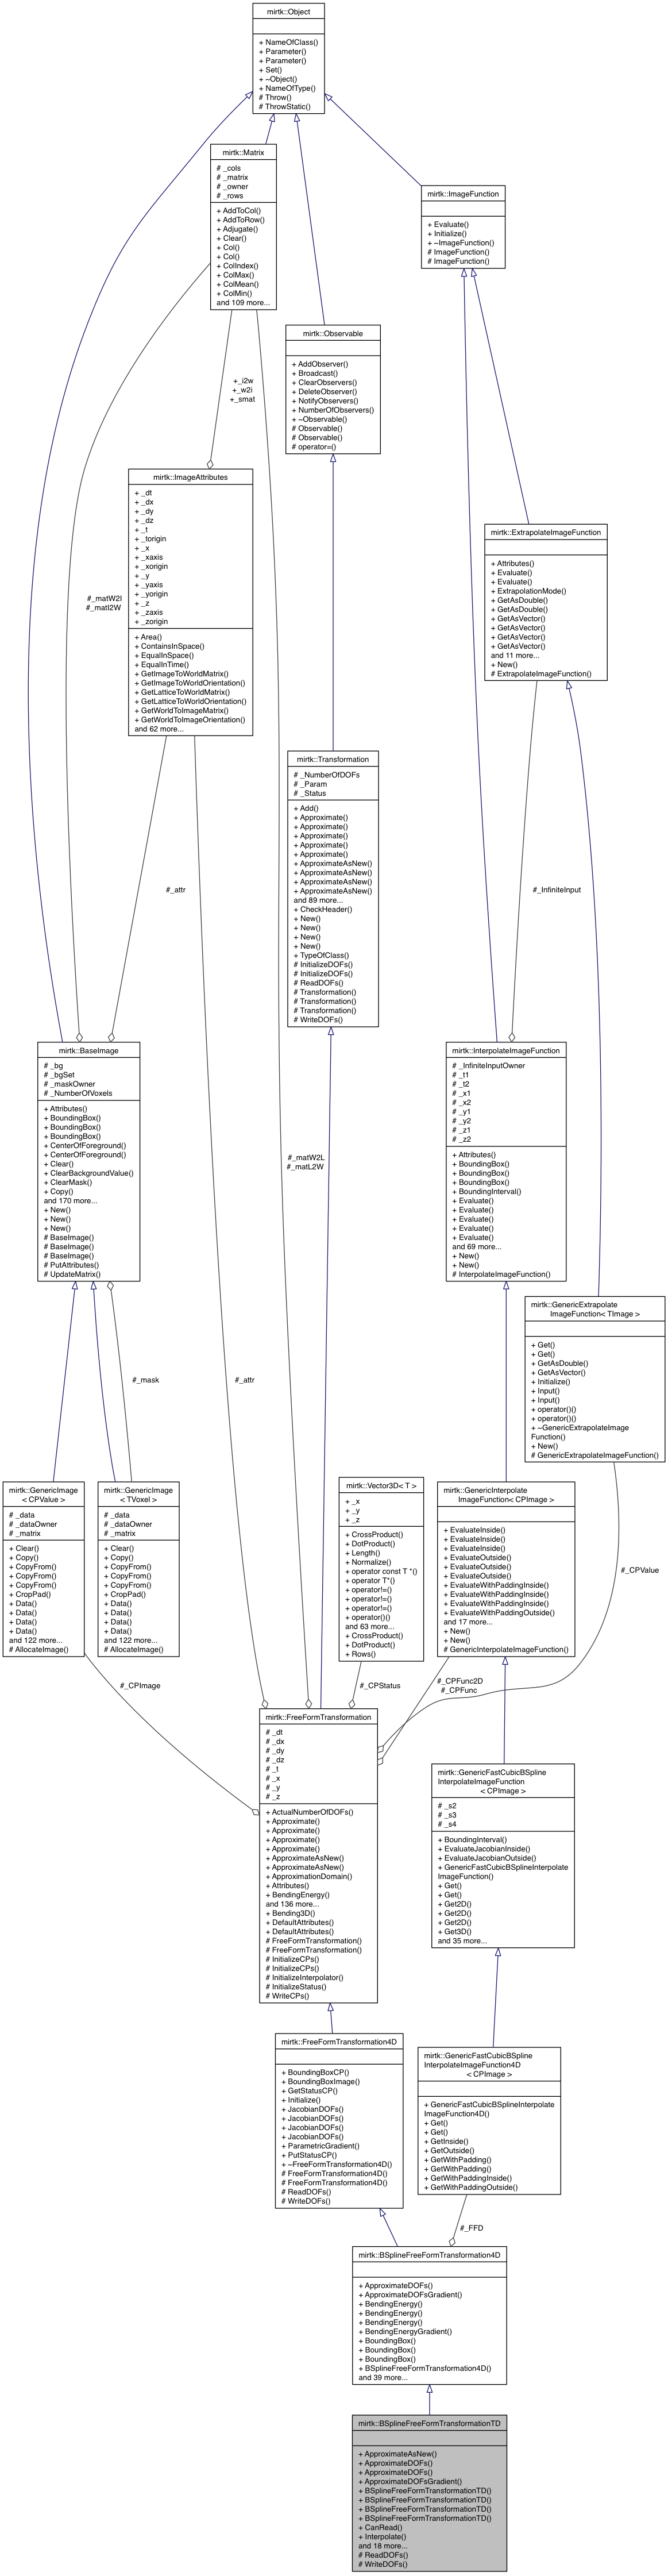 mirtk::Object
+ NameOfClass()
+ Parameter()
+ Parameter()
+ Set()
+ ~Object()
+ NameOfType()
# Throw()
# ThrowStatic()
mirtk::Matrix
# _cols
# _matrix
# _owner
# _rows
+ AddToCol()
+ AddToRow()
+ Adjugate()
+ Clear()
+ Col()
+ Col()
+ ColIndex()
+ ColMax()
+ ColMean()
+ ColMin()
and 109 more...
mirtk::ImageFunction
+ Evaluate()
+ Initialize()
+ ~ImageFunction()
# ImageFunction()
# ImageFunction()
mirtk::Observable
+ AddObserver()
+ Broadcast()
+ ClearObservers()
+ DeleteObserver()
+ NotifyObservers()
+ NumberOfObservers()
+ ~Observable()
# Observable()
# Observable()
# operator=()
+_i2w
+_w2i
+_smat
mirtk::ImageAttributes
+ _dt
+ _dx
+ _dy
+ _dz
+ _t
+ _torigin
+ _x
+ _xaxis
+ _xorigin
+ _y
+ _yaxis
+ _yorigin
+ _z
+ _zaxis
+ _zorigin
+ Area()
+ ContainsInSpace()
+ EqualInSpace()
+ EqualInTime()
+ GetImageToWorldMatrix()
+ GetImageToWorldOrientation()
+ GetLatticeToWorldMatrix()
+ GetLatticeToWorldOrientation()
+ GetWorldToImageMatrix()
+ GetWorldToImageOrientation()
and 62 more...
#_matW2I
#_matI2W
mirtk::ExtrapolateImageFunction
+ Attributes()
+ Evaluate()
+ Evaluate()
+ ExtrapolationMode()
+ GetAsDouble()
+ GetAsDouble()
+ GetAsVector()
+ GetAsVector()
+ GetAsVector()
+ GetAsVector()
and 11 more...
+ New()
# ExtrapolateImageFunction()
mirtk::Transformation
# _NumberOfDOFs
# _Param
# _Status
+ Add()
+ Approximate()
+ Approximate()
+ Approximate()
+ Approximate()
+ Approximate()
+ ApproximateAsNew()
+ ApproximateAsNew()
+ ApproximateAsNew()
+ ApproximateAsNew()
and 89 more...
+ CheckHeader()
+ New()
+ New()
+ New()
+ New()
+ TypeOfClass()
# InitializeDOFs()
# InitializeDOFs()
# ReadDOFs()
# Transformation()
# Transformation()
# Transformation()
# WriteDOFs()
#_attr
#_InfiniteInput
mirtk::BaseImage
# _bg
# _bgSet
# _maskOwner
# _NumberOfVoxels
+ Attributes()
+ BoundingBox()
+ BoundingBox()
+ BoundingBox()
+ CenterOfForeground()
+ CenterOfForeground()
+ Clear()
+ ClearBackgroundValue()
+ ClearMask()
+ Copy()
and 170 more...
+ New()
+ New()
+ New()
# BaseImage()
# BaseImage()
# BaseImage()
# PutAttributes()
# UpdateMatrix()
mirtk::InterpolateImageFunction
# _InfiniteInputOwner
# _t1
# _t2
# _x1
# _x2
# _y1
# _y2
# _z1
# _z2
+ Attributes()
+ BoundingBox()
+ BoundingBox()
+ BoundingBox()
+ BoundingInterval()
+ Evaluate()
+ Evaluate()
+ Evaluate()
+ Evaluate()
+ Evaluate()
and 69 more...
+ New()
+ New()
# InterpolateImageFunction()
#_matW2L
#_matL2W
mirtk::GenericExtrapolate
ImageFunction< TImage >
+ Get()
+ Get()
+ GetAsDouble()
+ GetAsVector()
+ Initialize()
+ Input()
+ Input()
+ operator()()
+ operator()()
+ ~GenericExtrapolateImage
Function()
+ New()
# GenericExtrapolateImageFunction()
#_mask
#_attr
mirtk::GenericImage
< CPValue >
# _data
# _dataOwner
# _matrix
+ Clear()
+ Copy()
+ CopyFrom()
+ CopyFrom()
+ CopyFrom()
+ CropPad()
+ Data()
+ Data()
+ Data()
+ Data()
and 122 more...
# AllocateImage()
mirtk::GenericImage
< TVoxel >
# _data
# _dataOwner
# _matrix
+ Clear()
+ Copy()
+ CopyFrom()
+ CopyFrom()
+ CopyFrom()
+ CropPad()
+ Data()
+ Data()
+ Data()
+ Data()
and 122 more...
# AllocateImage()
mirtk::Vector3D< T >
+ _x
+ _y
+ _z
+ CrossProduct()
+ DotProduct()
+ Length()
+ Normalize()
+ operator const T *()
+ operator T*()
+ operator!=()
+ operator!=()
+ operator!=()
+ operator()()
and 63 more...
+ CrossProduct()
+ DotProduct()
+ Rows()
mirtk::GenericInterpolate
ImageFunction< CPImage >
+ EvaluateInside()
+ EvaluateInside()
+ EvaluateInside()
+ EvaluateOutside()
+ EvaluateOutside()
+ EvaluateOutside()
+ EvaluateWithPaddingInside()
+ EvaluateWithPaddingInside()
+ EvaluateWithPaddingInside()
+ EvaluateWithPaddingOutside()
and 17 more...
+ New()
+ New()
# GenericInterpolateImageFunction()
#_CPValue
#_CPImage
#_CPStatus
#_CPFunc2D
#_CPFunc
mirtk::FreeFormTransformation
# _dt
# _dx
# _dy
# _dz
# _t
# _x
# _y
# _z
+ ActualNumberOfDOFs()
+ Approximate()
+ Approximate()
+ Approximate()
+ Approximate()
+ ApproximateAsNew()
+ ApproximateAsNew()
+ ApproximationDomain()
+ Attributes()
+ BendingEnergy()
and 136 more...
+ Bending3D()
+ DefaultAttributes()
+ DefaultAttributes()
# FreeFormTransformation()
# FreeFormTransformation()
# InitializeCPs()
# InitializeCPs()
# InitializeInterpolator()
# InitializeStatus()
# WriteCPs()
mirtk::GenericFastCubicBSpline
InterpolateImageFunction
< CPImage >
# _s2
# _s3
# _s4
+ BoundingInterval()
+ EvaluateJacobianInside()
+ EvaluateJacobianOutside()
+ GenericFastCubicBSplineInterpolate
ImageFunction()
+ Get()
+ Get()
+ Get2D()
+ Get2D()
+ Get2D()
+ Get3D()
and 35 more...
mirtk::FreeFormTransformation4D
+ BoundingBoxCP()
+ BoundingBoxImage()
+ GetStatusCP()
+ Initialize()
+ JacobianDOFs()
+ JacobianDOFs()
+ JacobianDOFs()
+ JacobianDOFs()
+ ParametricGradient()
+ PutStatusCP()
+ ~FreeFormTransformation4D()
# FreeFormTransformation4D()
# FreeFormTransformation4D()
# ReadDOFs()
# WriteDOFs()
mirtk::GenericFastCubicBSpline
InterpolateImageFunction4D
< CPImage >
+ GenericFastCubicBSplineInterpolate
ImageFunction4D()
+ Get()
+ Get()
+ GetInside()
+ GetOutside()
+ GetWithPadding()
+ GetWithPadding()
+ GetWithPaddingInside()
+ GetWithPaddingOutside()
#_FFD
mirtk::BSplineFreeFormTransformation4D
+ ApproximateDOFs()
+ ApproximateDOFsGradient()
+ BendingEnergy()
+ BendingEnergy()
+ BendingEnergy()
+ BendingEnergyGradient()
+ BoundingBox()
+ BoundingBox()
+ BoundingBox()
+ BSplineFreeFormTransformation4D()
and 39 more...
mirtk::BSplineFreeFormTransformationTD
+ ApproximateAsNew()
+ ApproximateDOFs()
+ ApproximateDOFs()
+ ApproximateDOFsGradient()
+ BSplineFreeFormTransformationTD()
+ BSplineFreeFormTransformationTD()
+ BSplineFreeFormTransformationTD()
+ BSplineFreeFormTransformationTD()
+ CanRead()
+ Interpolate()
and 18 more...
# ReadDOFs()
# WriteDOFs()